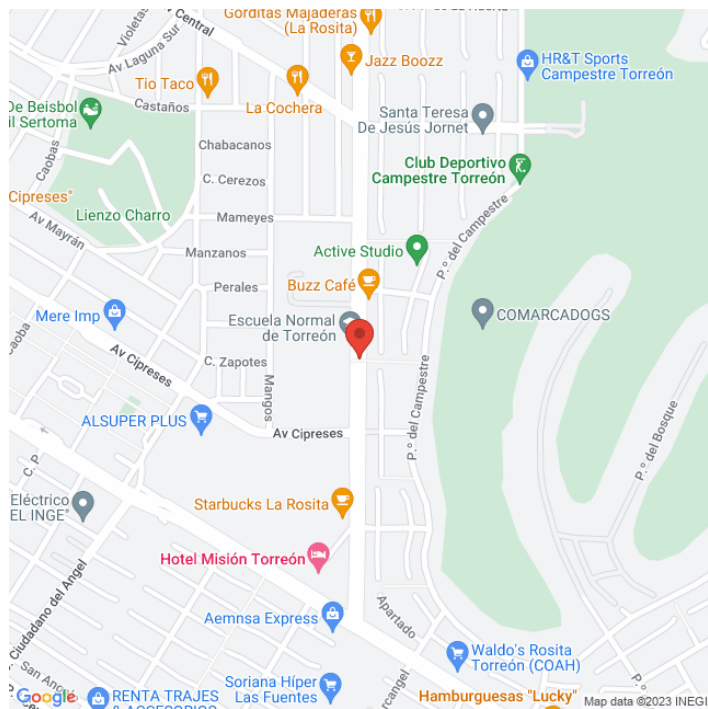 Gorditas Majaderas
(La Rosita)
Violetas
Av Central
Av Laguna Sur
Jazz Boozz
HR&T Sports
Campestre Torreón
Tio Taco
La Cochera
De Beisbol
il Sertoma
Castaños
Santa Teresa
De Jesús Jornet
Caobas
Chabacanos
Club Deportivo
Campestre Torreón
C. Cerezos
Cipreses"
Lienzo Charro
Mameyes
Av Mayrán
Manzanos
Active Studio
P.º del Campestre
Perales
Buzz Café
Mere Imp
Escuela Normal
de Torreón
COMARCADOGS
Caoba
C. Zapotes
Av Cipreses
Mangos
P.º del Campestre
P.º del Bosque
ALSUPER PLUS
Av Cipreses
C. P
Eléctrico
EL INGE"
Starbucks La Rosita
Hotel Misión Torreón
Ciudadano del Angel
Aemnsa Express
Apartado
Waldo's Rosita
Torreón (COAH)
San Angel
Soriana Híper
Las Fuentes
arcangel
Google
RENTA TRAJES
& ACCESORIOS
Hamburguesas "Lucky"
Map data ©2023 INEGI